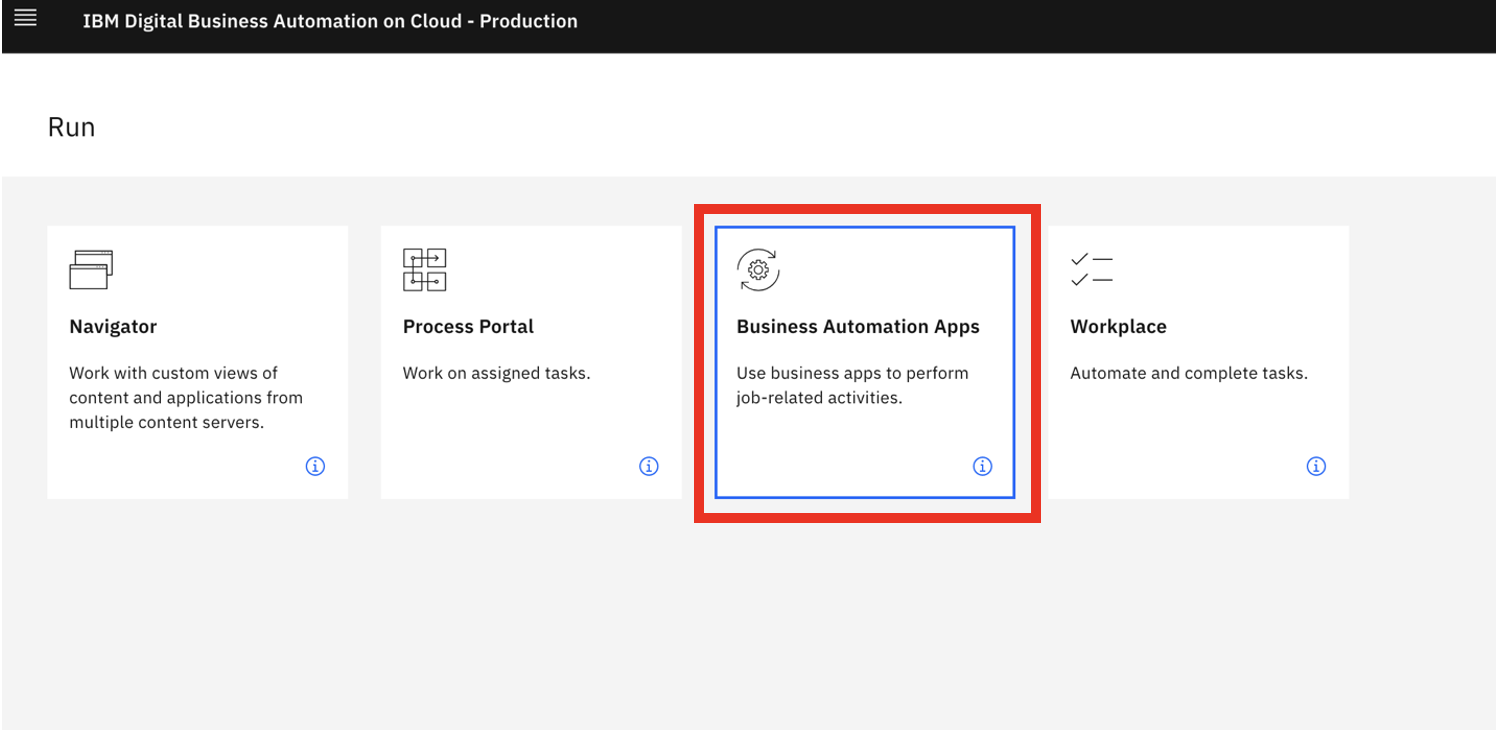 IBM Digital Business Automation on Cloud - Production
Run
Navigator
Work with custom views of
content and applications from
multiple content servers.
Process Portal
Work on assigned tasks.
Business Automation Apps
Use business apps to perform
job-related activities.
Workplace
Automate and complete tasks.